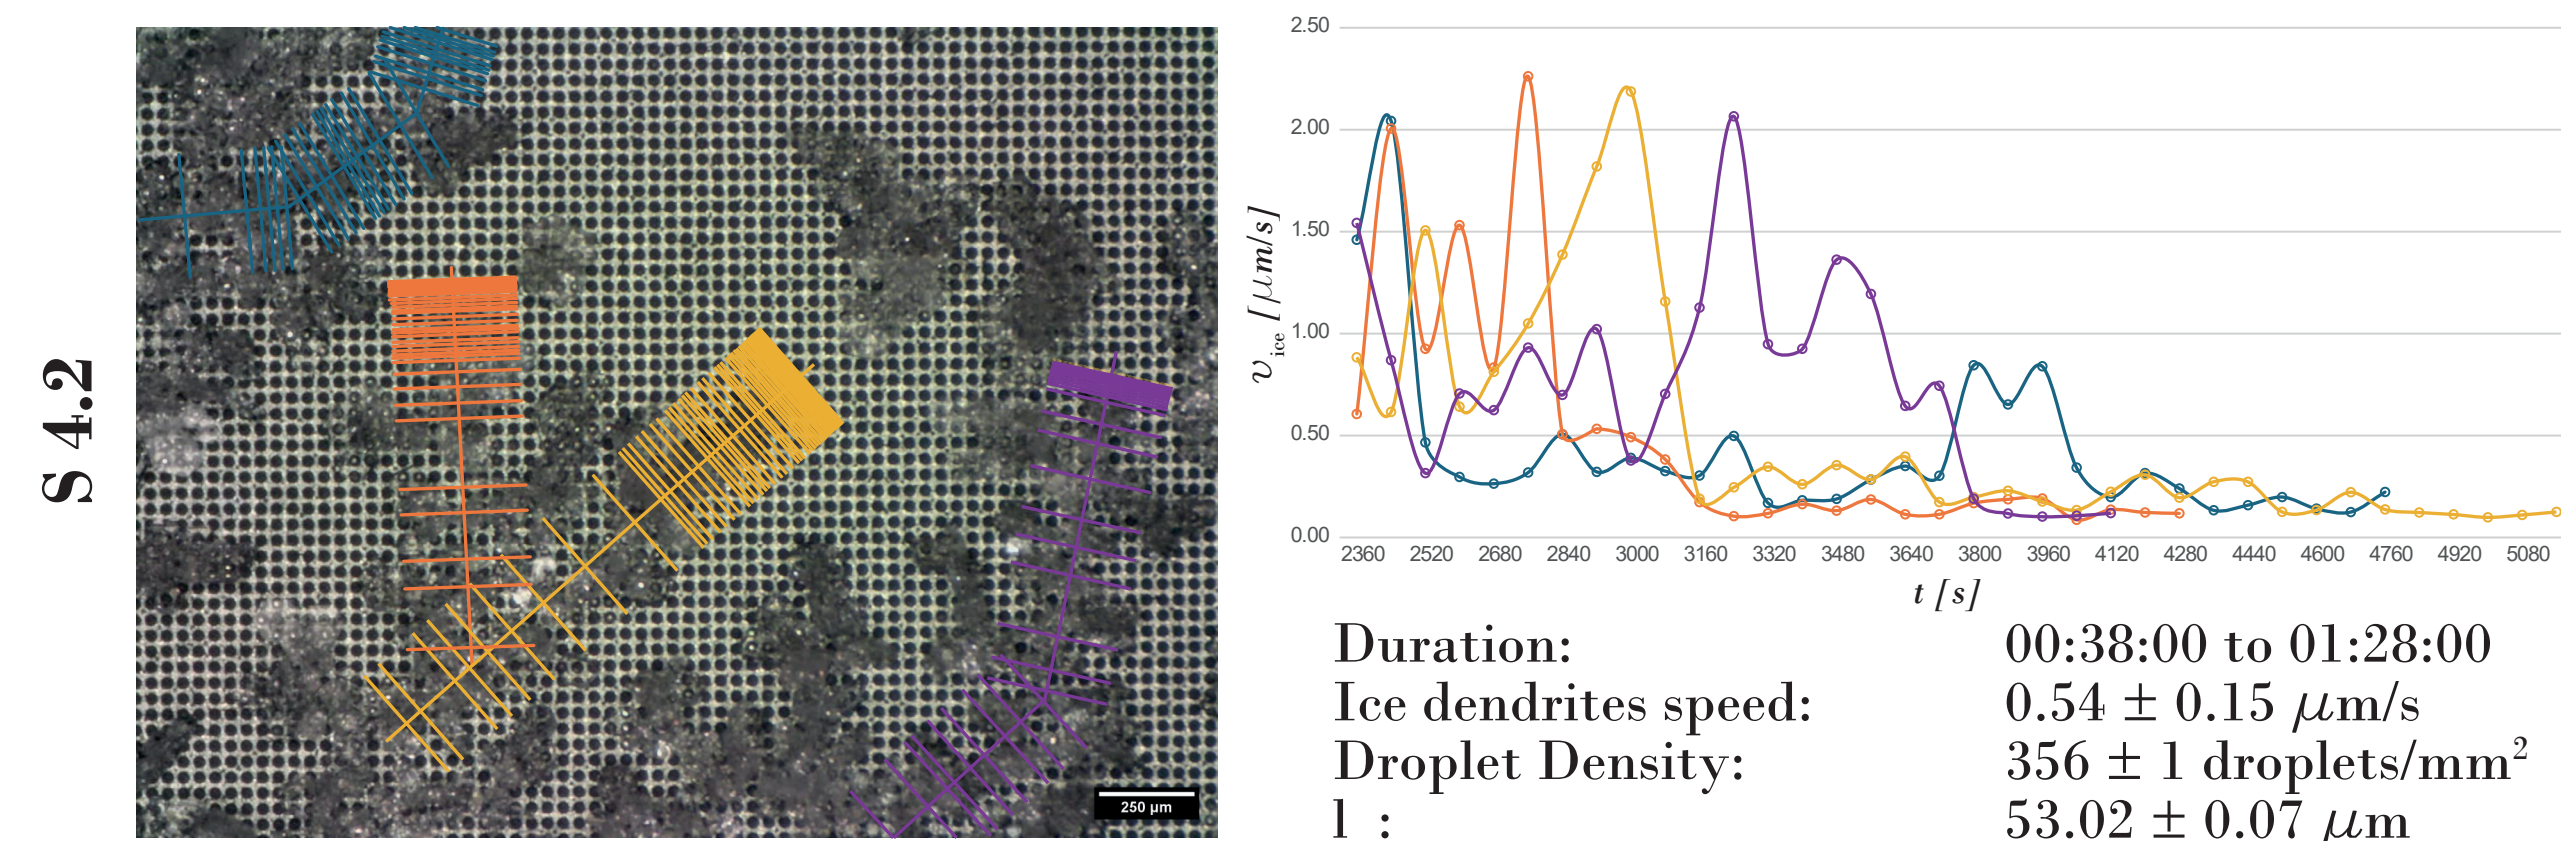 S 4.2
250 µm
2.50
2.00
1.50
1.00
0.50
0.00
v ice [µm/s]
2360 2520 2680 2840 3000 3160 3320 3480 3640 3800 3960 4120 4280 4440 4600 4760 4920 5080
t [s]
Duration: 00:38:00 to 01:28:00
Ice dendrites speed: 0.54 ± 0.15 µm/s
Droplet Density: 356 ± 1 droplets/mm²
l : 53.02 ± 0.07 µm